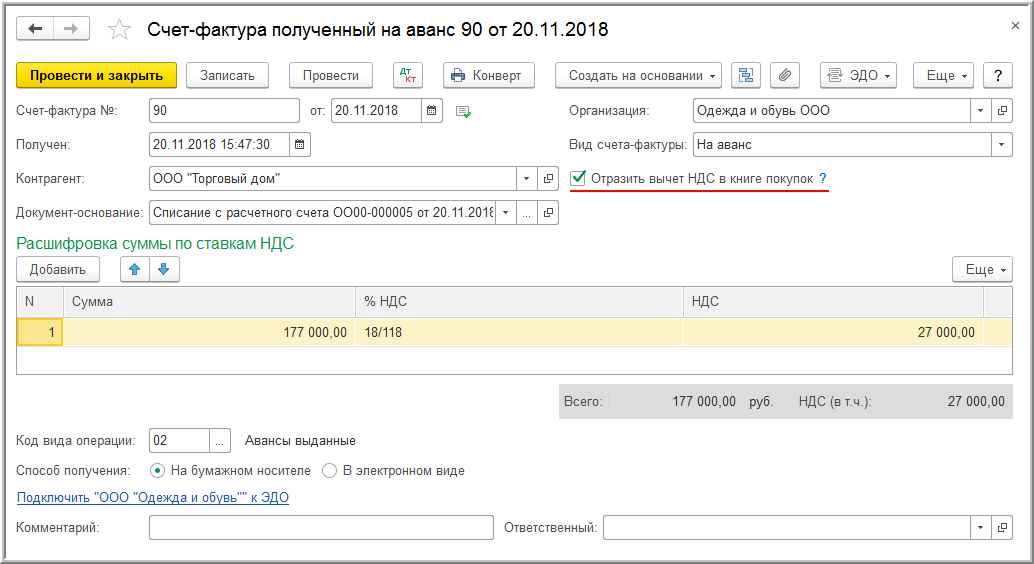 Счет-фактура полученный на аванс 90 от 20.11.2018
Провести и закрыть Записать Провести Дт Кт Конверт Создать на основании ЭДО Еще ?
Счет-фактура №: 90 от: 20.11.2018 Организация: Одежда и обувь ООО
Получен: 20.11.2018 15:47:30 Вид счета-фактуры: На аванс
Контрагент: ООО "Торговый дом" Отразить вычет НДС в книге покупок ?
Документ-основание: Списание с расчетного счета ОО00-000005 от 20.11.2018 ...
Расшифровка суммы по ставкам НДС
Добавить Еще
N Сумма % НДС НДС
1 177 000,00 18/118 27 000,00
Всего: 177 000,00 руб. НДС (в т.ч.): 27 000,00
Код вида операции: 02 ... Авансы выданные
Способ получения: На бумажном носителе В электронном виде
Подключить "ООО "Одежда и обувь"" к ЭДО
Комментарий: Ответственный: